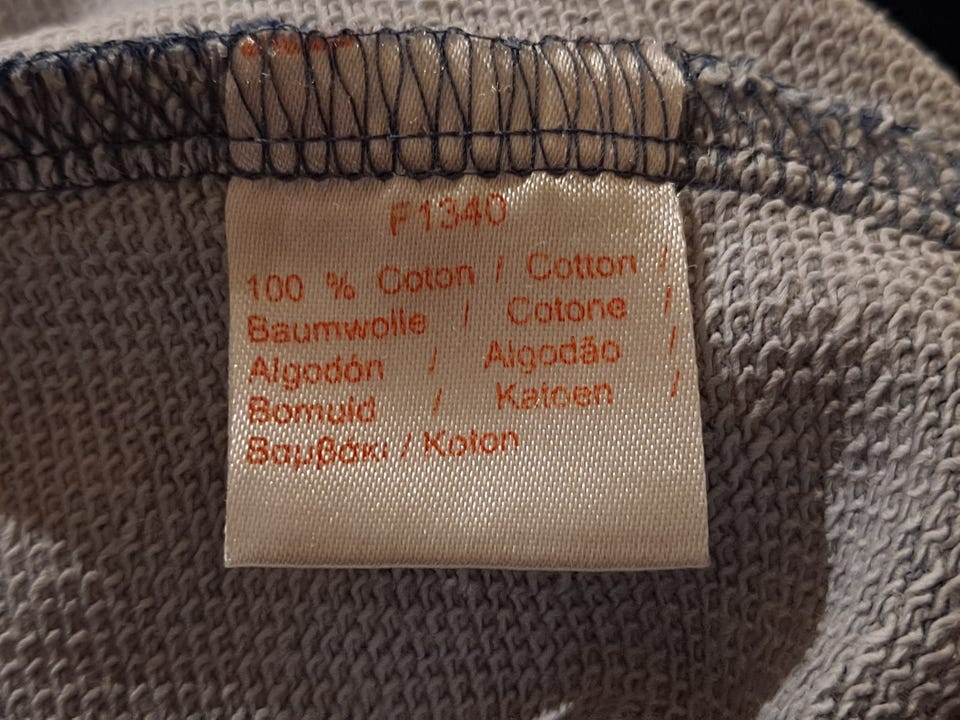 F1340
100 % Coton / Cotton /
Baumwolle / Cotone /
Algodón / Algodão /
Bomuld / Katoen /
Βαμβάκι / Koton